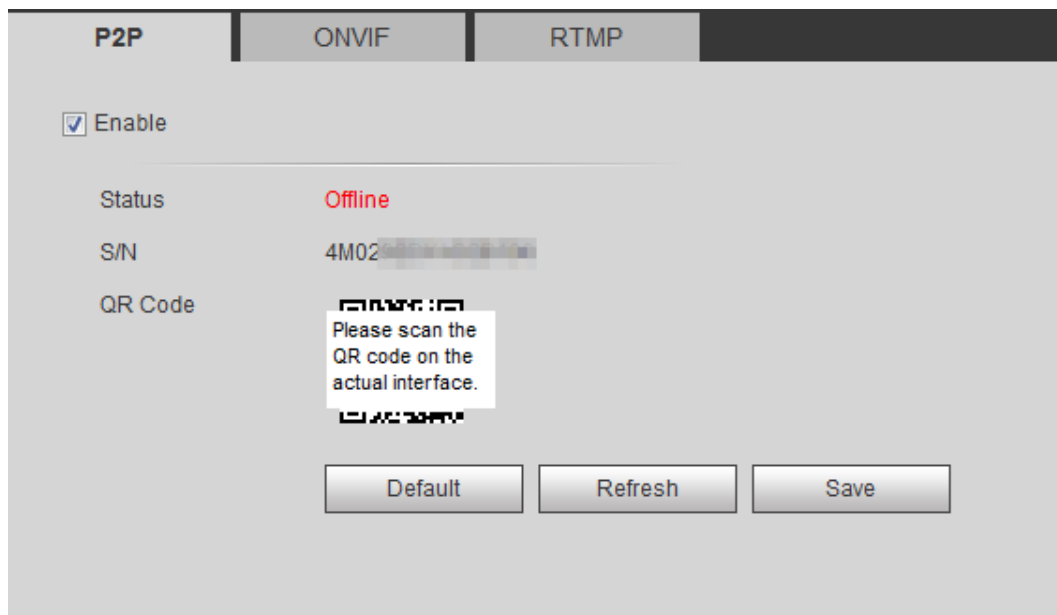 P2P ONVIF RTMP
Enable
Status Offline
S/N 4M02
QR Code
Please scan the
QR code on the
actual interface.
Default Refresh Save